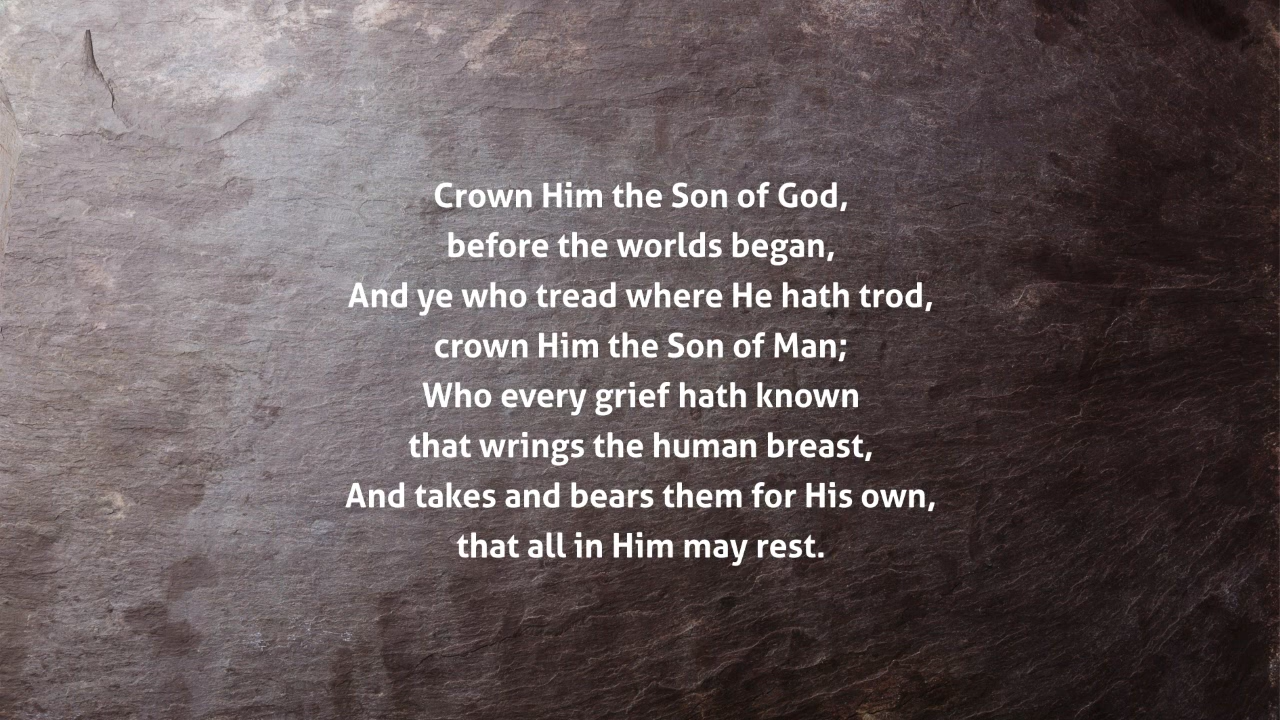 Crown Him the Son of God,
before the worlds began,
And ye who tread where He hath trod,
crown Him the Son of Man;
Who every grief hath known
that wrings the human breast,
And takes and bears them for His own,
that all in Him may rest.